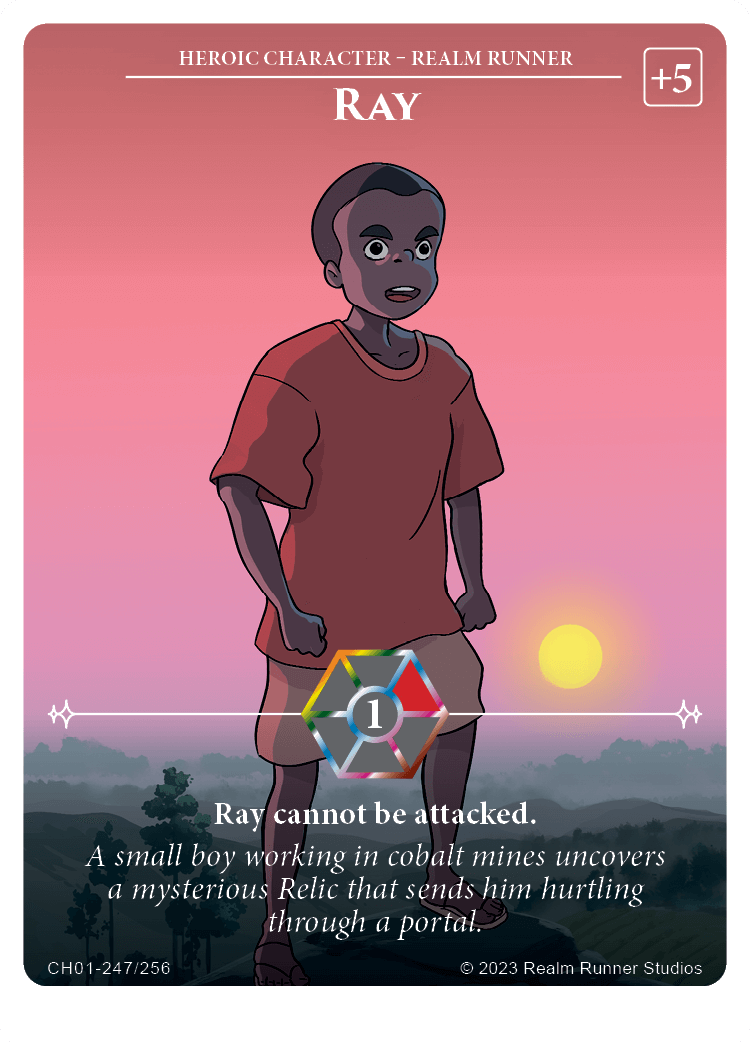 HEROIC CHARACTER – REALM RUNNER
+5
RAY
1
Ray cannot be attacked.
A small boy working in cobalt mines uncovers
a mysterious Relic that sends him hurtling
through a portal.
CH01-247/256
© 2023 Realm Runner Studios